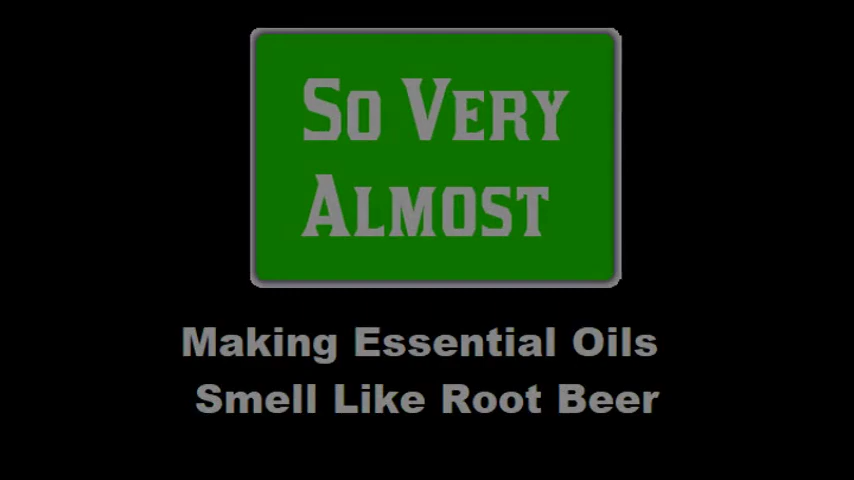 So Very
Almost
Making Essential Oils
Smell Like Root Beer